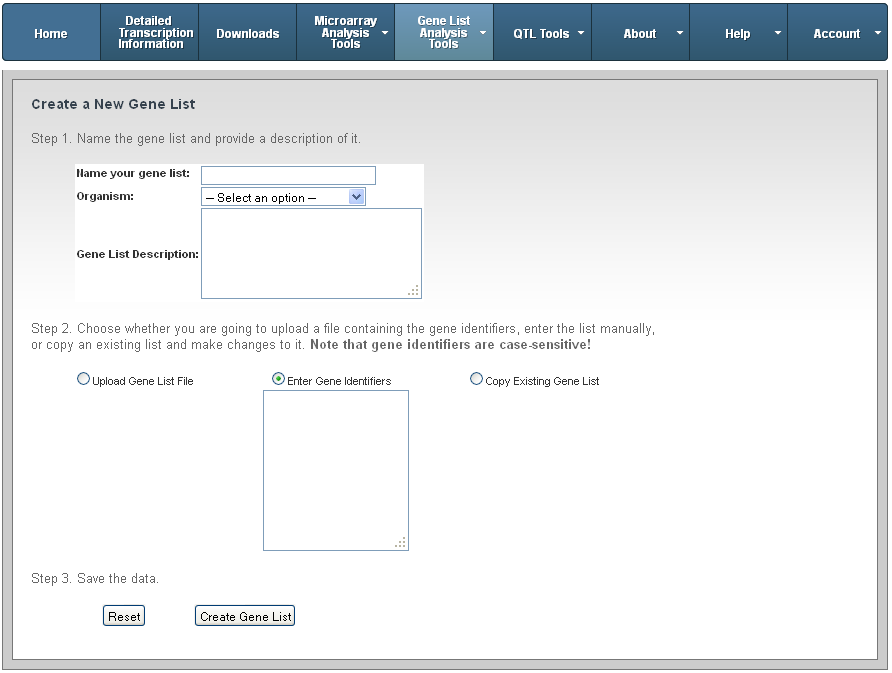 Home
Detailed
Transcription
Information
Downloads
Microarray
Analysis
Tools
Gene List
Analysis
Tools
QTL Tools
About
Help
Account
Create a New Gene List
Step 1. Name the gene list and provide a description of it.
Name your gene list:
Organism: -- Select an option --
Gene List Description:
Step 2. Choose whether you are going to upload a file containing the gene identifiers, enter the list manually,
or copy an existing list and make changes to it. Note that gene identifiers are case-sensitive!
Upload Gene List File Enter Gene Identifiers Copy Existing Gene List
Step 3. Save the data.
Reset Create Gene List